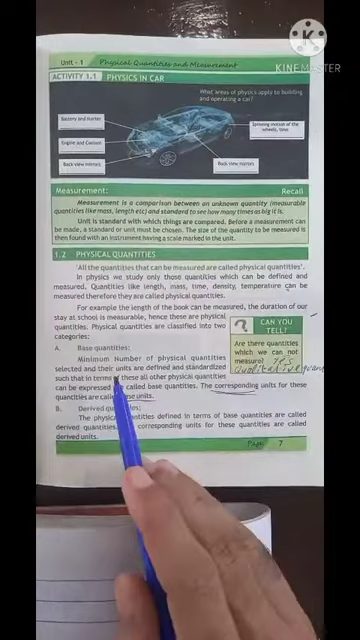 Unit - 1 Physical Quantities and Measurement
KINEMASTER
ACTIVITY 1.1 PHYSICS IN CAR
What areas of physics apply to building
and operating a car?
Battery and starter
Spinning motion of the
wheels, tires
Engine and Coolant
Back view mirrors
Back view mirrors
Measurement: Recall
Measurement is a comparison between an unknown quantity (measurable
quantities like mass, length etc) and standard to see how many times as big it is.
Unit is standard with which things are compared. Before a measurement can
be made, a standard or unit must be chosen. The size of the quantity to be measured is
then found with an instrument having a scale marked in the unit.
1.2 PHYSICAL QUANTITIES
'All the quantities that can be measured are called physical quantities'.
In physics we study only those quantities which can be defined and
measured. Quantities like length, mass, time, density, temperature can be
measured therefore they are called physical quantities.
For example the length of the book can be measured, the duration of our
stay at school is measurable, hence these are physical
quantities. Physical quantities are classified into two
categories:
? CAN YOU
TELL?
Are there quantities
which we can not
measure? Yes
A. Base quantities:
Minimum Number of physical quantities
selected and their units are defined and standardized
such that in terms of these all other physical quantities
can be expressed are called base quantities. The corresponding units for these
quantities are called base units.
B. Derived quantities:
The physical quantities defined in terms of base quantities are called
derived quantities. corresponding units for these quantities are called
derived units.
Page 7